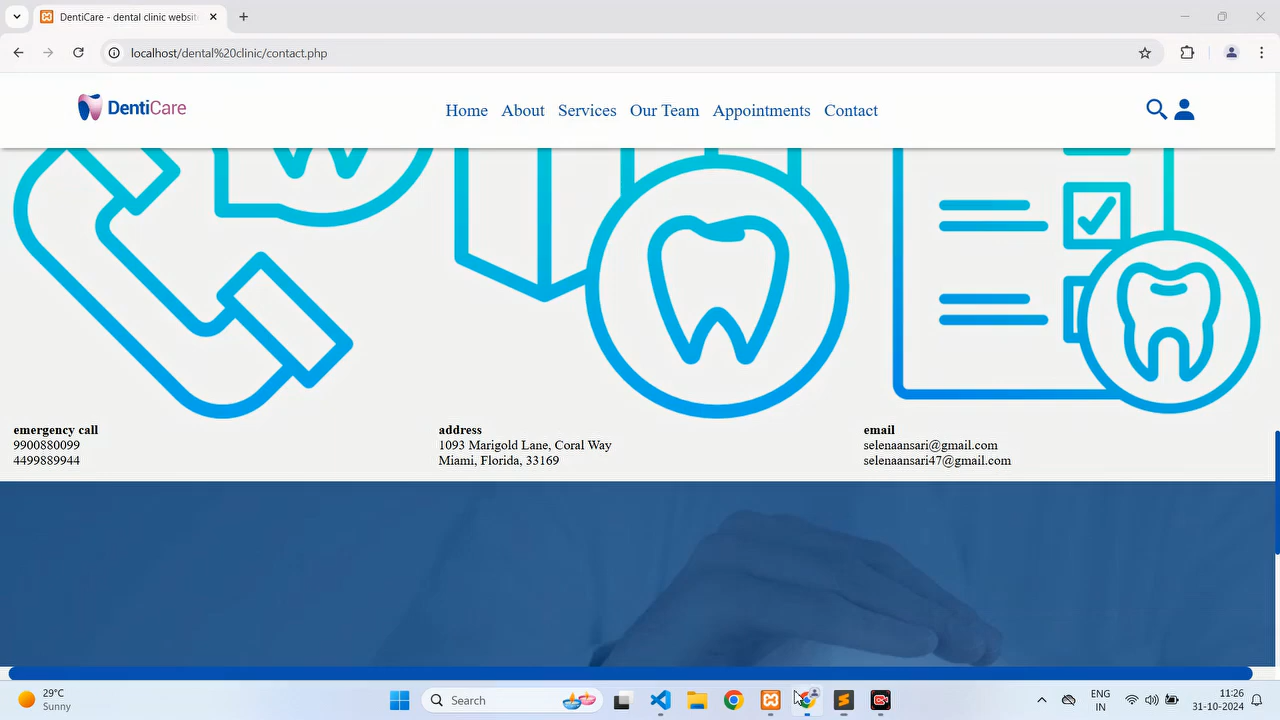 DentiCare - dental clinic websit
localhost/dental%20clinic/contact.php
DentiCare
Home About Services Our Team Appointments Contact
emergency call
9900880099
4499889944
address
1093 Marigold Lane, Coral Way
Miami, Florida, 33169
email
selenaansari@gmail.com
selenaansari47@gmail.com
29°C
Sunny
Search
ENG
IN
11:26
31-10-2024